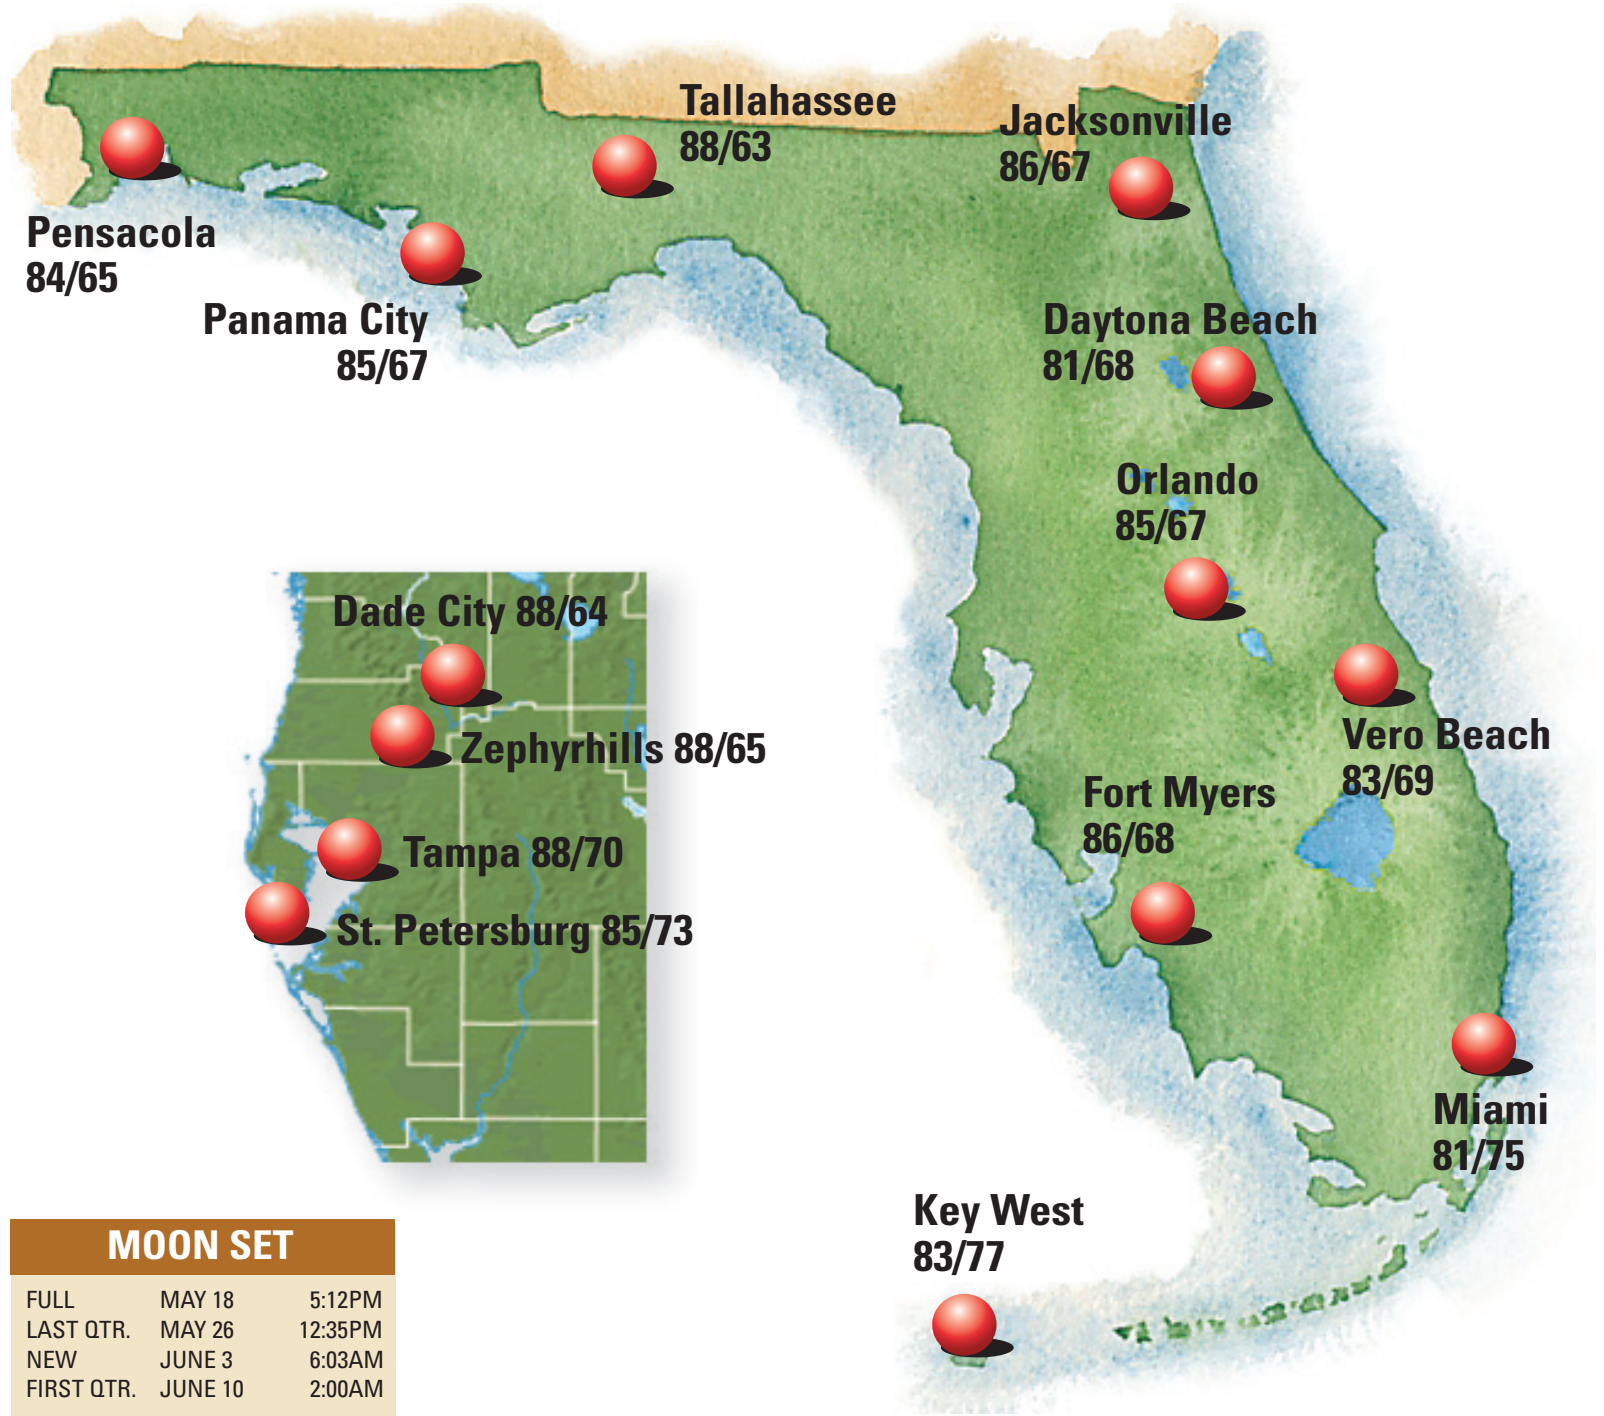 Tallahassee
88/63
Jacksonville
86/67
Pensacola
84/65
Panama City
85/67
Daytona Beach
81/68
Orlando
85/67
Dade City 88/64
Zephyrhills 88/65
Tampa 88/70
St. Petersburg 85/73
Vero Beach
83/69
Fort Myers
86/68
Miami
81/75
Key West
83/77
MOON SET
FULL MAY 18 5:12PM
LAST QTR. MAY 26 12:35PM
NEW JUNE 3 6:03AM
FIRST QTR. JUNE 10 2:00AM